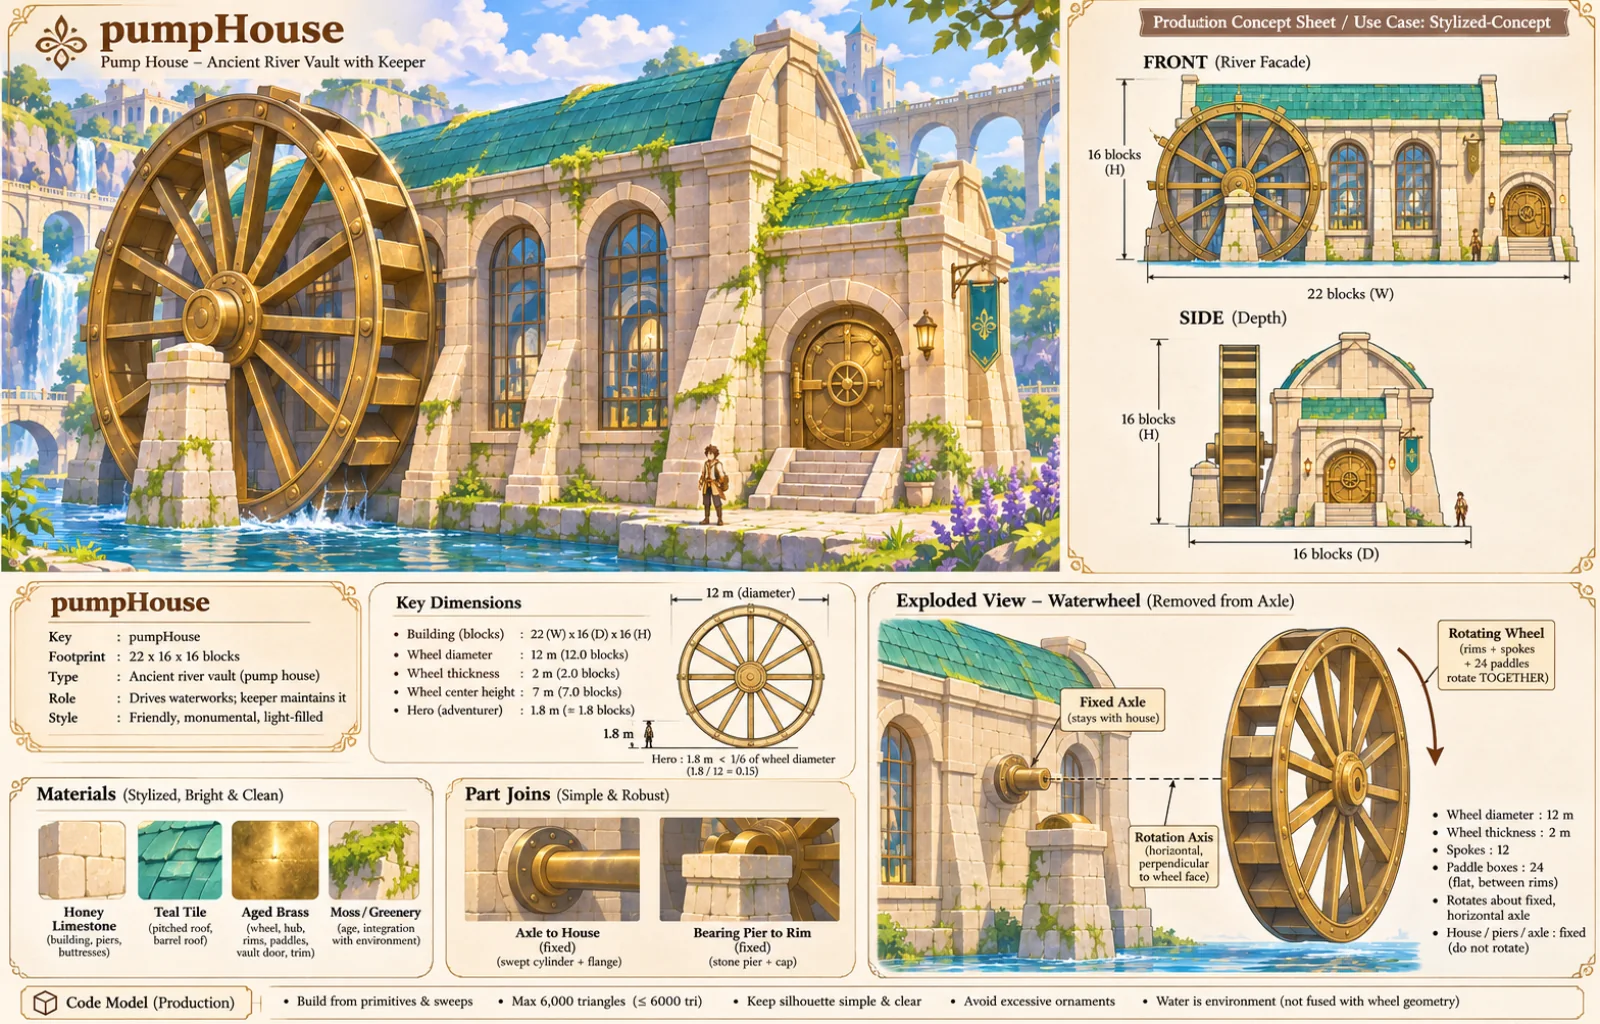 pumpHouse
Pump House – Ancient River Vault with Keeper
Production Concept Sheet / Use Case: Stylized-Concept
FRONT (River Facade)
16 blocks
(H)
22 blocks (W)
SIDE (Depth)
16 blocks
(H)
16 blocks (D)
pumpHouse
Key : pumpHouse
Footprint : 22 x 16 x 16 blocks
Type : Ancient river vault (pump house)
Role : Drives waterworks; keeper maintains it
Style : Friendly, monumental, light-filled
Key Dimensions
• Building (blocks) : 22 (W) x 16 (D) x 16 (H)
• Wheel diameter : 12 m (12.0 blocks)
• Wheel thickness : 2 m (2.0 blocks)
• Wheel center height : 7 m (7.0 blocks)
• Hero (adventurer) : 1.8 m (≈ 1.8 blocks)
12 m (diameter)
1.8 m
Hero : 1.8 m < 1/6 of wheel diameter
(1.8 / 12 = 0.15)
Materials (Stylized, Bright & Clean)
Honey
Limestone
(building, piers,
buttresses)
Teal Tile
(pitched roof,
barrel roof)
Aged Brass
(wheel, hub,
rims, paddles,
vault door, trim)
Moss / Greenery
(age, integration
with environment)
Part Joins (Simple & Robust)
Axle to House
(fixed)
(swept cylinder + flange)
Bearing Pier to Rim
(fixed)
(stone pier + cap)
Exploded View – Waterwheel (Removed from Axle)
Fixed Axle
(stays with house)
Rotation Axis
(horizontal,
perpendicular
to wheel face)
Rotating Wheel
(rims + spokes
+ 24 paddles
rotate TOGETHER)
• Wheel diameter : 12 m
• Wheel thickness : 2 m
• Spokes : 12
• Paddle boxes : 24
(flat, between rims)
• Rotates about fixed,
horizontal axle
• House / piers / axle : fixed
(do not rotate)
Code Model (Production)
• Build from primitives & sweeps
• Max 6,000 triangles (≤ 6000 tri)
• Keep silhouette simple & clear
• Avoid excessive ornaments
• Water is environment (not fused with wheel geometry)